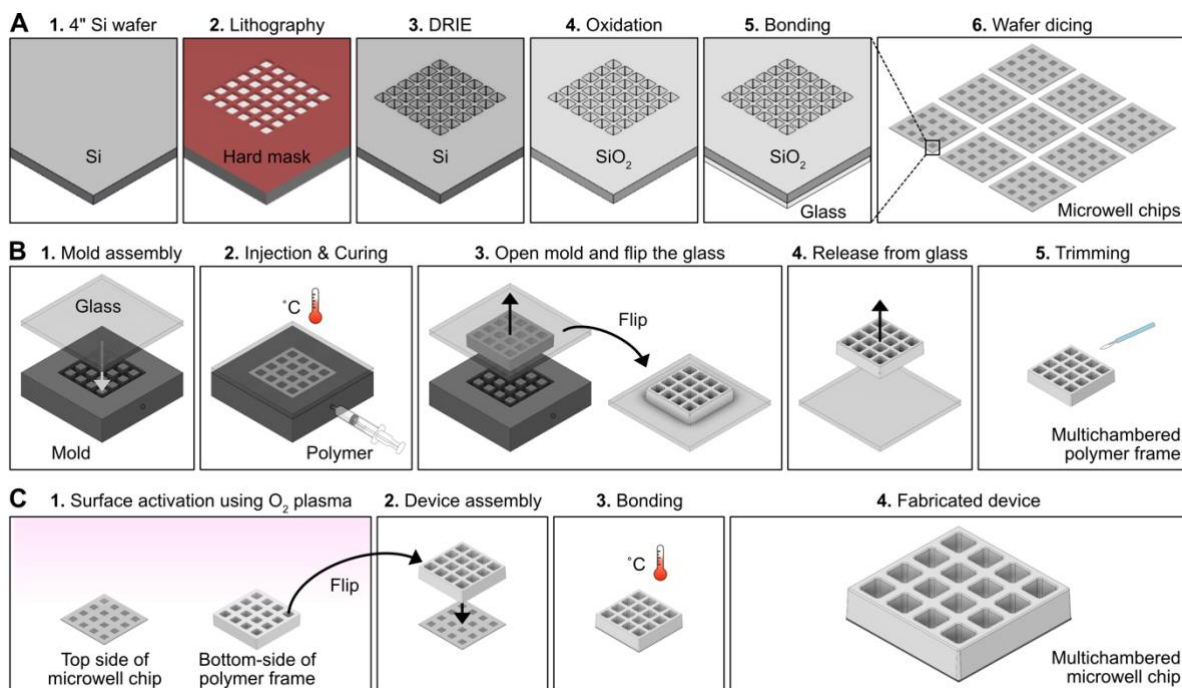 A
1. 4" Si wafer
2. Lithography
3. DRIE
4. Oxidation
5. Bonding
6. Wafer dicing
Si
Hard mask
Si
SiO₂
SiO₂
Glass
Microwell chips
B
1. Mold assembly
2. Injection & Curing
3. Open mold and flip the glass
4. Release from glass
5. Trimming
Glass
Mold
°C
Polymer
Flip
Multichambered
polymer frame
C
1. Surface activation using O₂ plasma
2. Device assembly
3. Bonding
4. Fabricated device
Flip
Top side of
microwell chip
Bottom-side of
polymer frame
°C
Multichambered
microwell chip